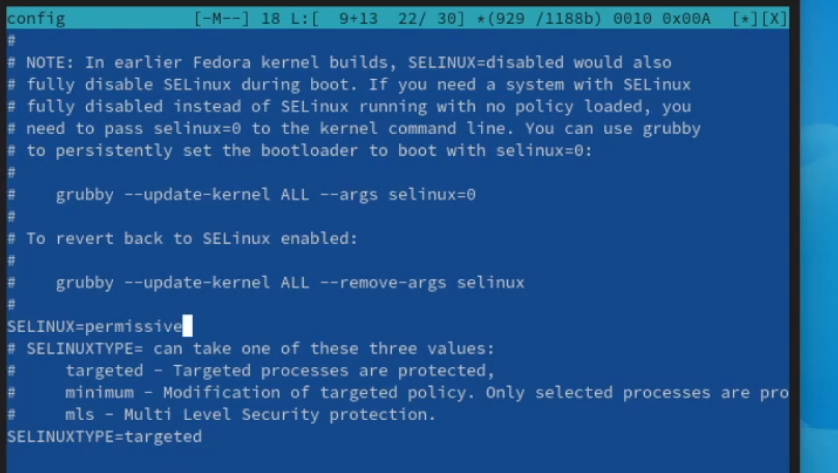 config [-M--] 18 L:[ 9+13 22/ 30] *(929 /1188b) 0010 0x00A [*][X]
#
# NOTE: In earlier Fedora kernel builds, SELINUX=disabled would also
# fully disable SELinux during boot. If you need a system with SELinux
# fully disabled instead of SELinux running with no policy loaded, you
# need to pass selinux=0 to the kernel command line. You can use grubby
# to persistently set the bootloader to boot with selinux=0:
#
#    grubby --update-kernel ALL --args selinux=0
#
# To revert back to SELinux enabled:
#
#    grubby --update-kernel ALL --remove-args selinux
#
SELINUX=permissive
# SELINUXTYPE= can take one of these three values:
#     targeted - Targeted processes are protected,
#     minimum - Modification of targeted policy. Only selected processes are pro
#     mls - Multi Level Security protection.
SELINUXTYPE=targeted